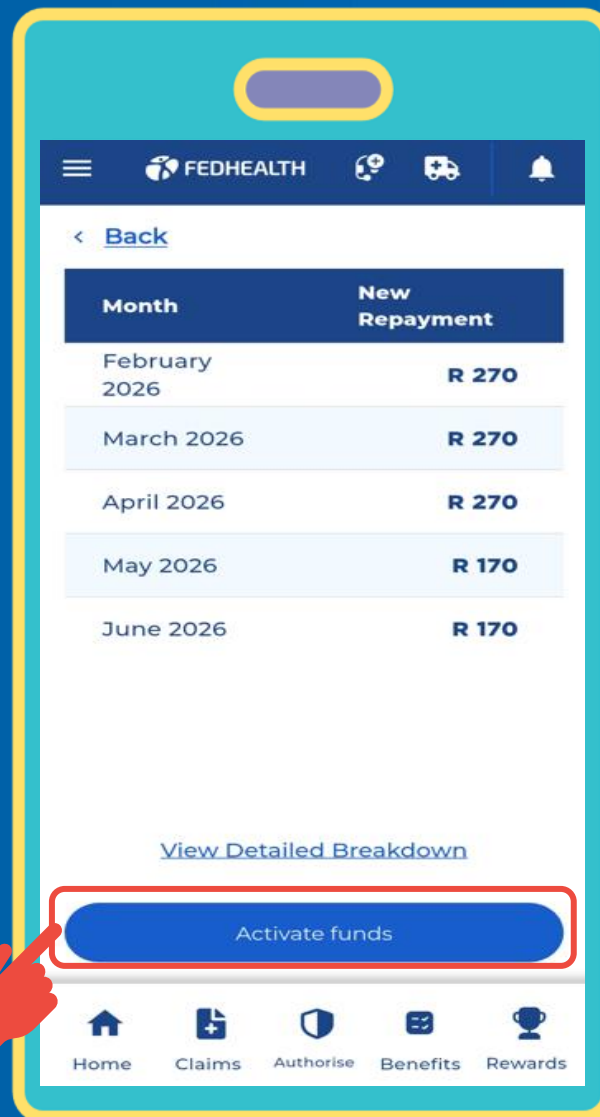 FEDHEALTH
< Back
Month New Repayment
February 2026 R 270
March 2026 R 270
April 2026 R 270
May 2026 R 170
June 2026 R 170
View Detailed Breakdown
Activate funds
Home Claims Authorise Benefits Rewards